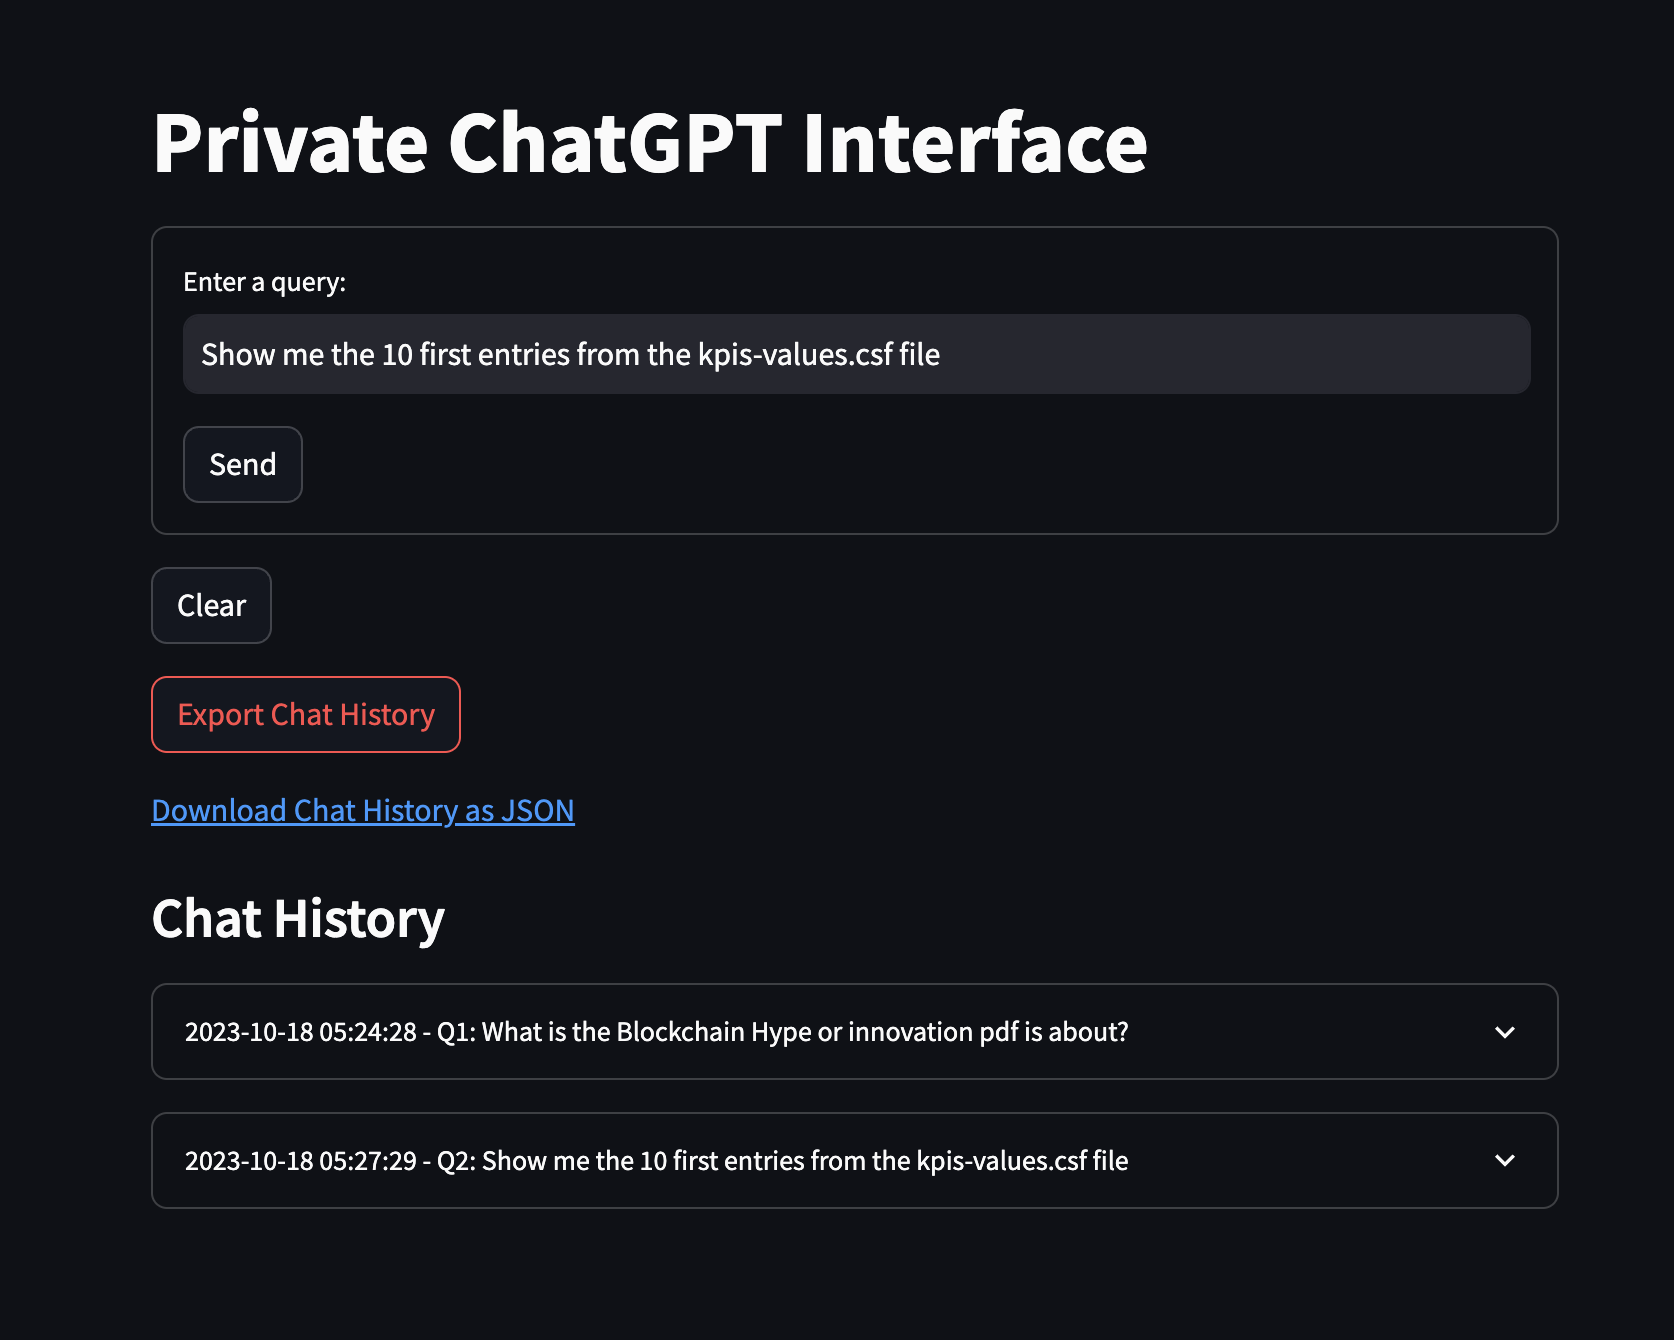 Private ChatGPT Interface
Enter a query:
Show me the 10 first entries from the kpis-values.csf file
Send
Clear
Export Chat History
Download Chat History as JSON
Chat History
2023-10-18 05:24:28 - Q1: What is the Blockchain Hype or innovation pdf is about?
2023-10-18 05:27:29 - Q2: Show me the 10 first entries from the kpis-values.csf file